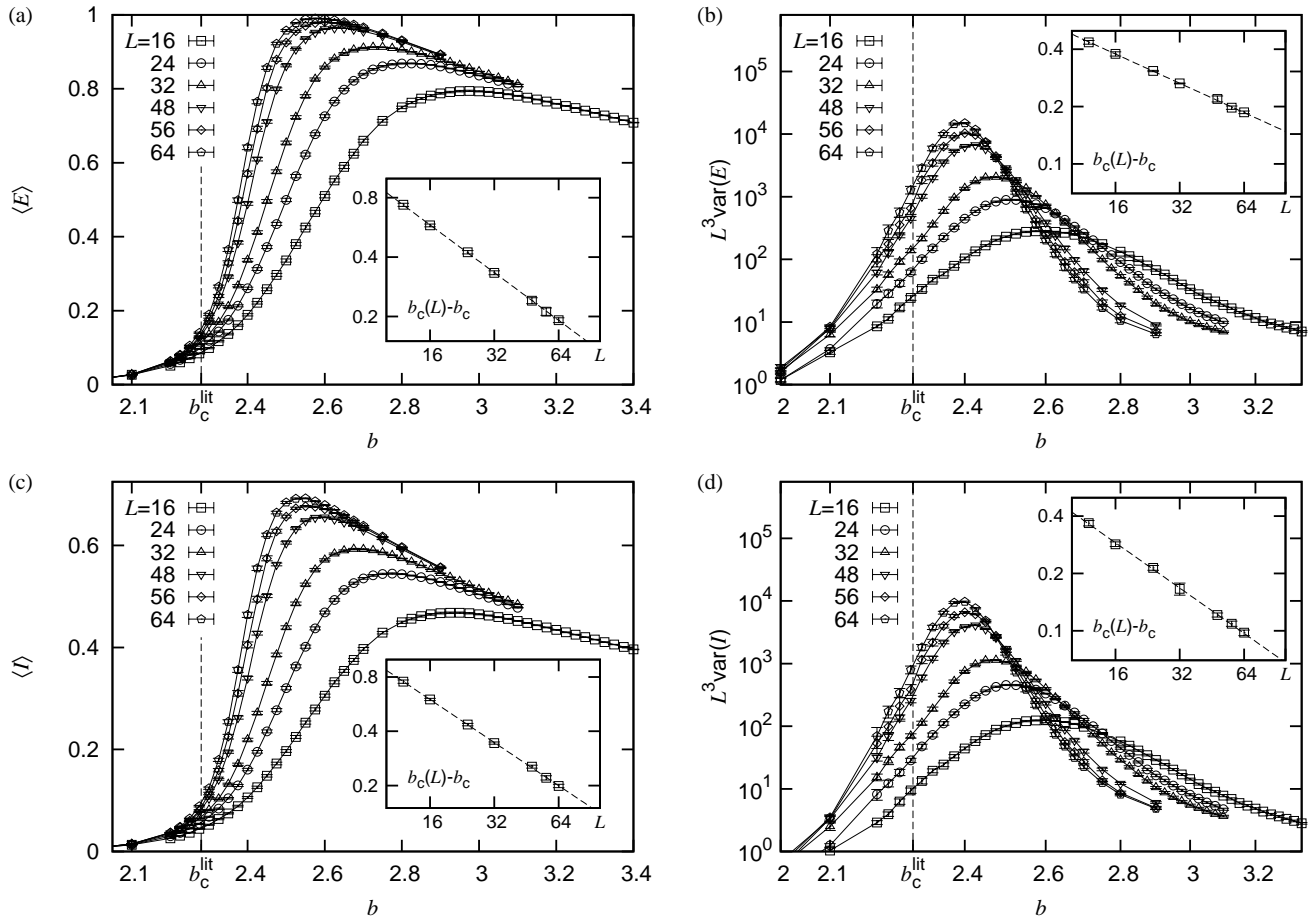 (a)
⟨E⟩
1
0.8
0.6
0.4
0.2
0
L=16
24
32
48
56
64
0.8
0.4
0.2
b_c(L)-b_c
16 32 64 L
2.1 b_c^lit 2.4 2.6 2.8 3 3.2 3.4
b
(b)
L^3var(E)
10^5
10^4
10^3
10^2
10^1
10^0
L=16
24
32
48
56
64
0.4
0.2
0.1
b_c(L)-b_c
16 32 64 L
2 2.1 b_c^lit 2.4 2.6 2.8 3 3.2
b
(c)
⟨I⟩
0.6
0.4
0.2
0
L=16
24
32
48
56
64
0.8
0.4
0.2
b_c(L)-b_c
16 32 64 L
2.1 b_c^lit 2.4 2.6 2.8 3 3.2 3.4
b
(d)
L^3var(I)
10^5
10^4
10^3
10^2
10^1
10^0
L=16
24
32
48
56
64
0.4
0.2
0.1
b_c(L)-b_c
16 32 64 L
2 2.1 b_c^lit 2.4 2.6 2.8 3 3.2
b